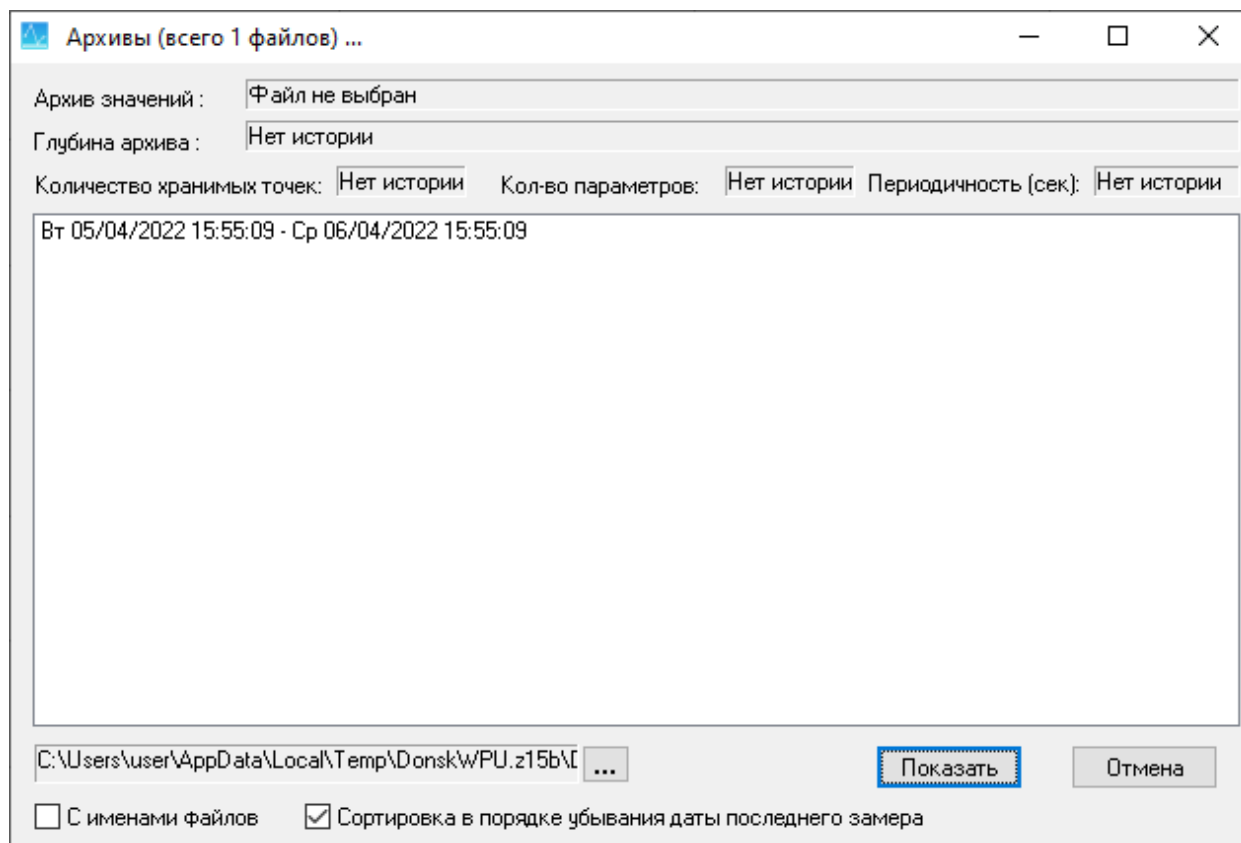 Архивы (всего 1 файлов) ...
Архив значений : Файл не выбран
Глубина архива : Нет истории
Количество хранимых точек: Нет истории Кол-во параметров: Нет истории Периодичность (сек): Нет истории
Вт 05/04/2022 15:55:09 - Ср 06/04/2022 15:55:09
C:\Users\user\AppData\Local\Temp\DonskWPU.z15b\ ... Показать Отмена
С именами файлов Сортировка в порядке убывания даты последнего замера